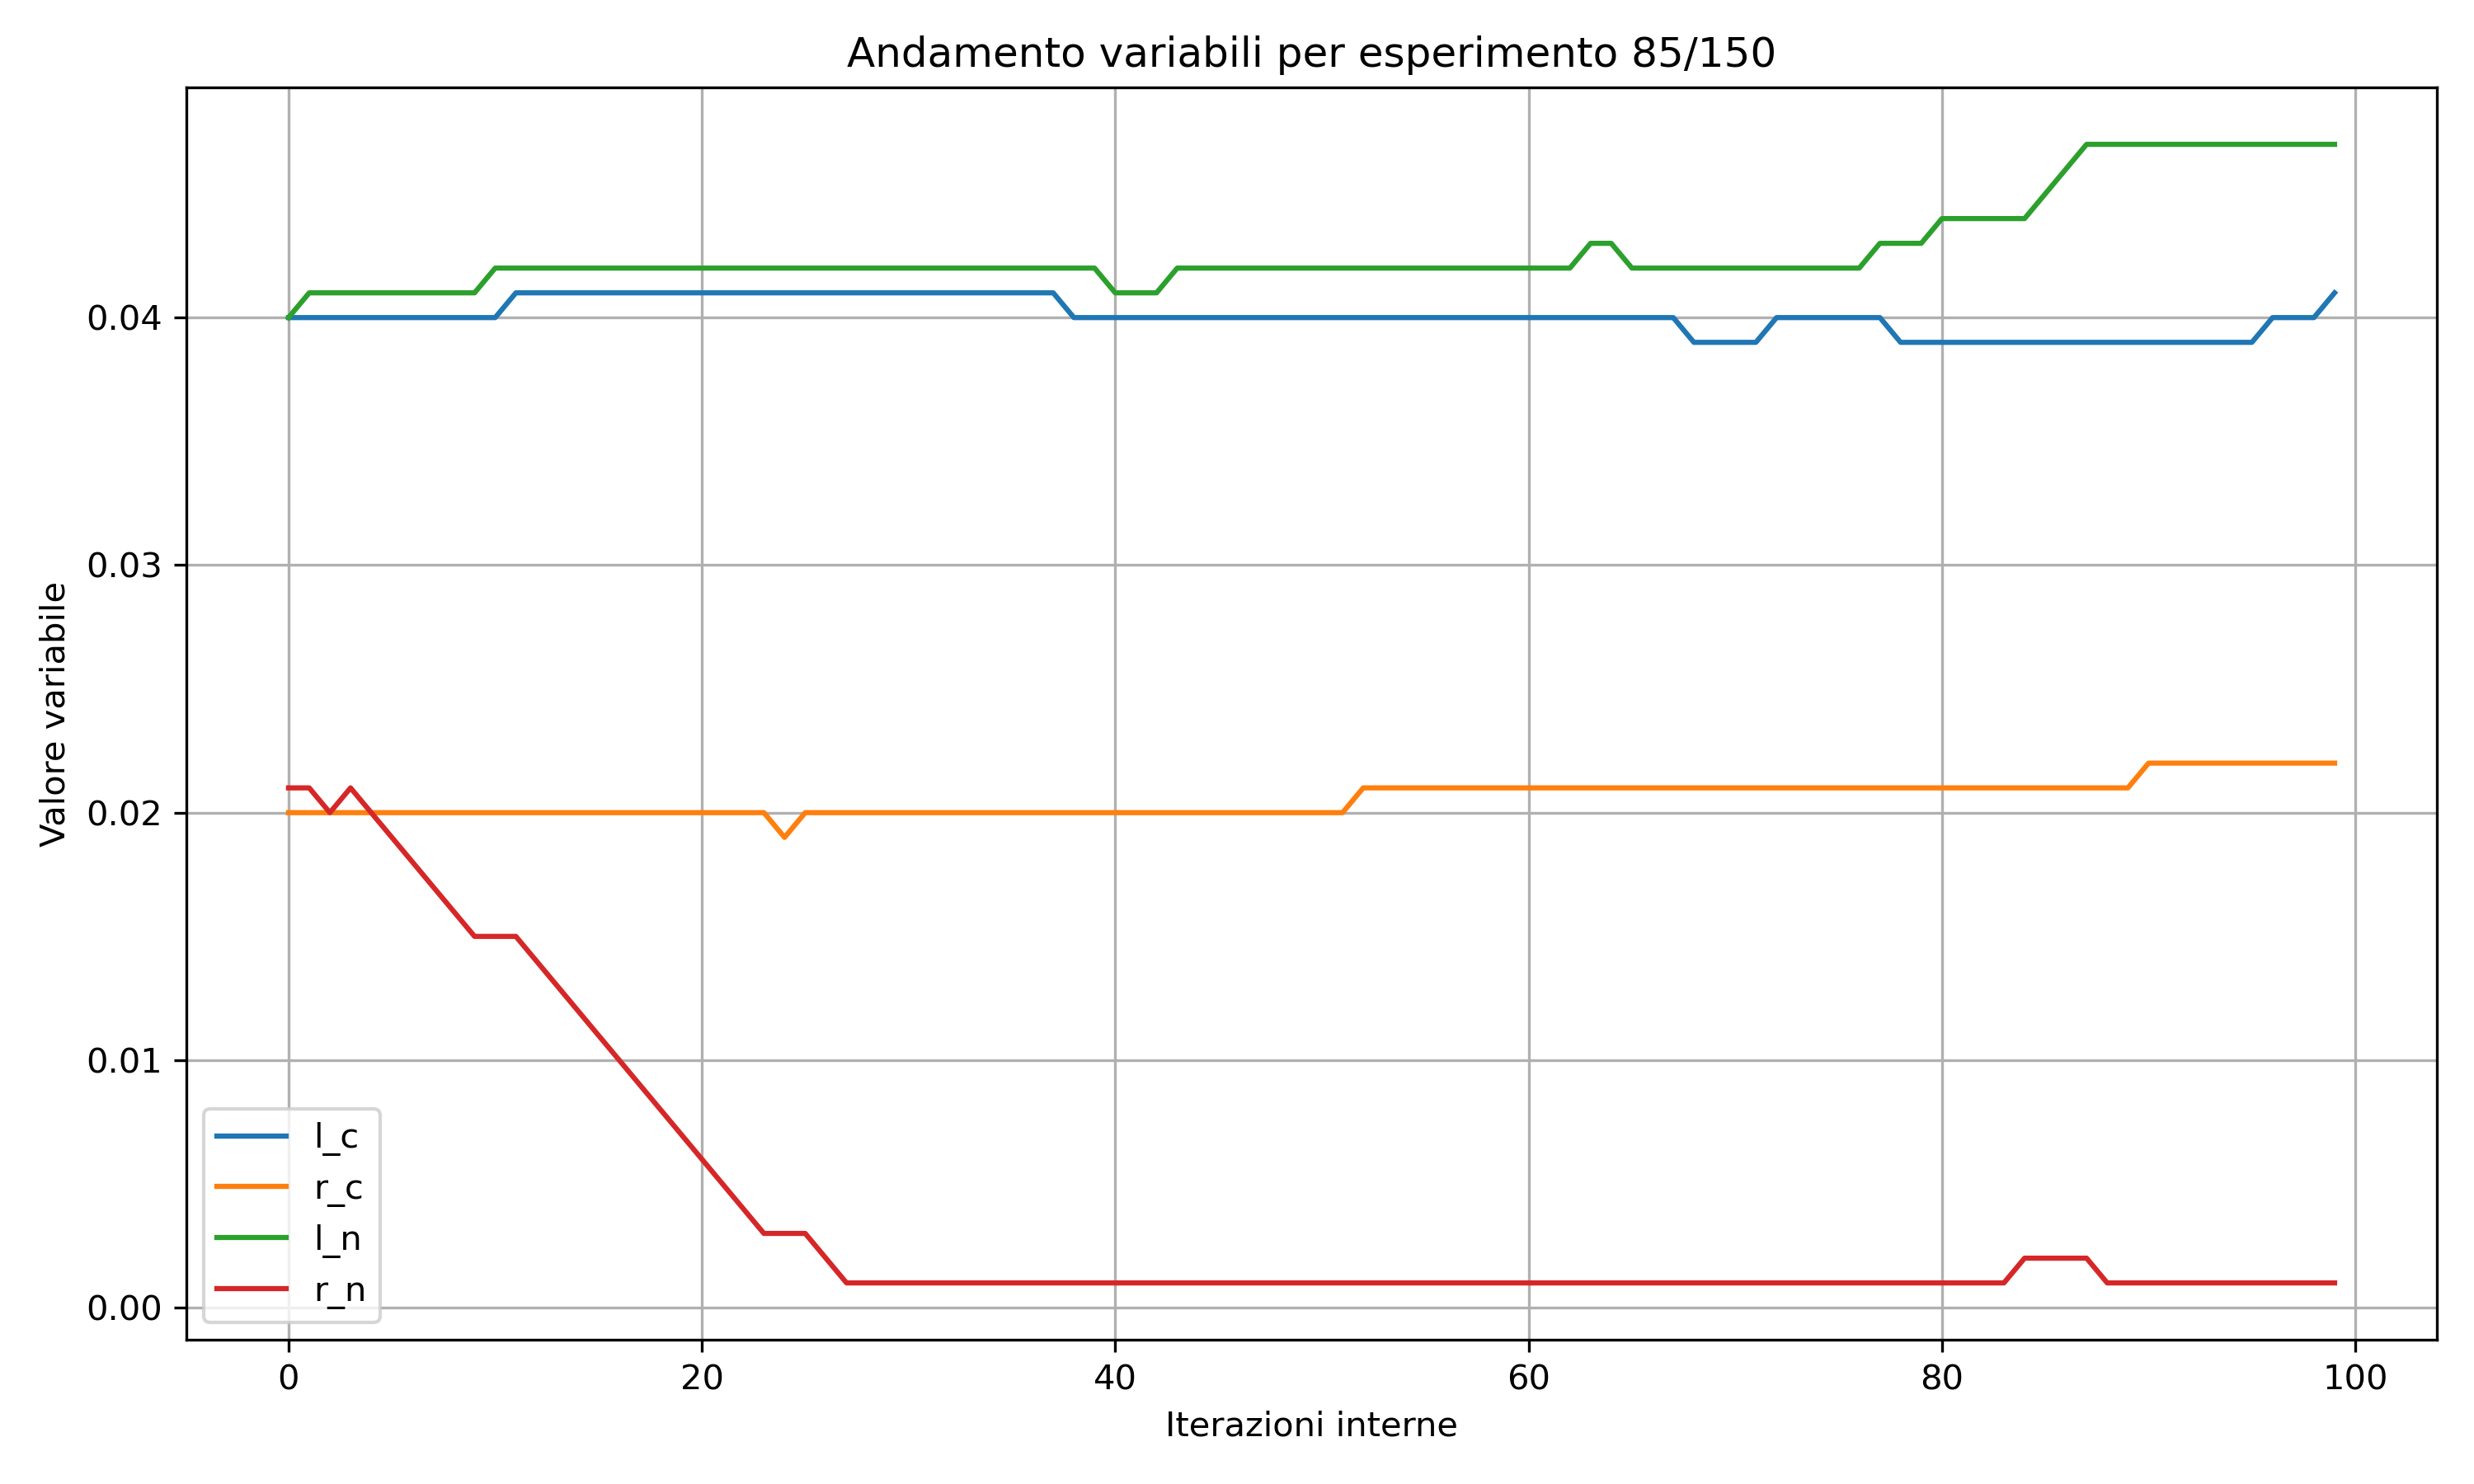 Andamento variabili per esperimento 85/150
Valore variabile
0.04
0.03
0.02
0.01
0.00
l_c
r_c
l_n
r_n
0 20 40 60 80 100
Iterazioni interne